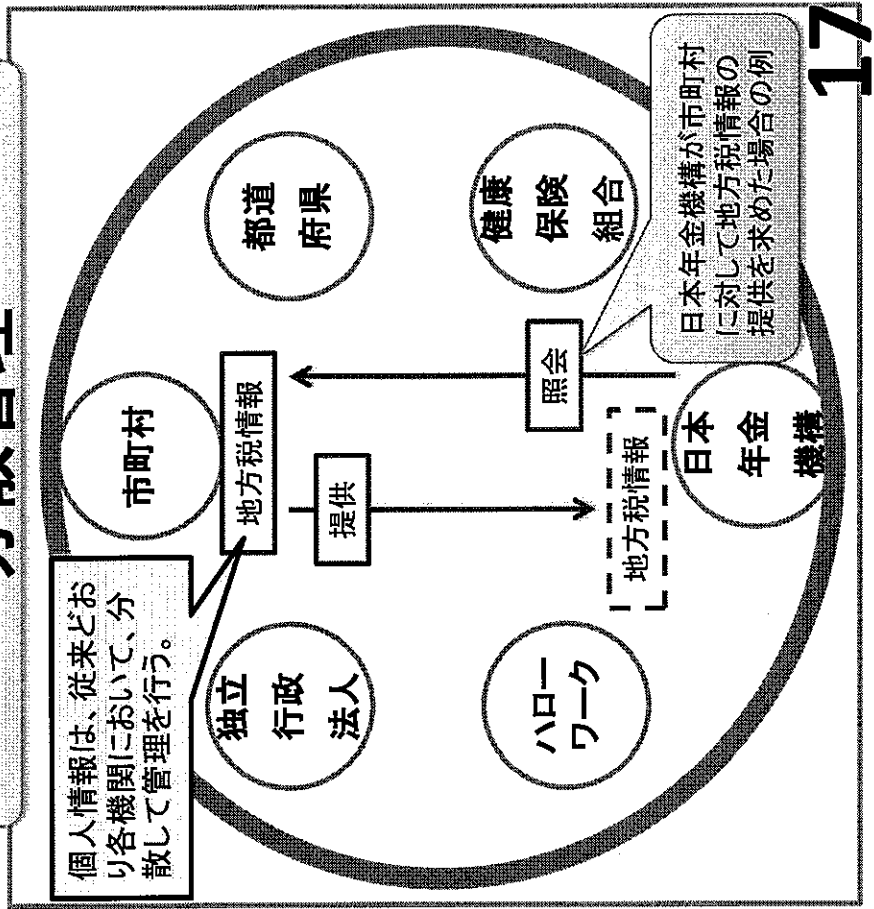 分散管理
個人情報は、従来どお
り各機関において、分
散して管理を行う。
市町村
地方税情報
都道
府県
独立
行政
法人
提供
照会
健康
保険
組合
ハロー
ワーク
地方税情報
日本
年金
機構
日本年金機構が市町村
に対して地方税情報の
提供を求めた場合の例
17